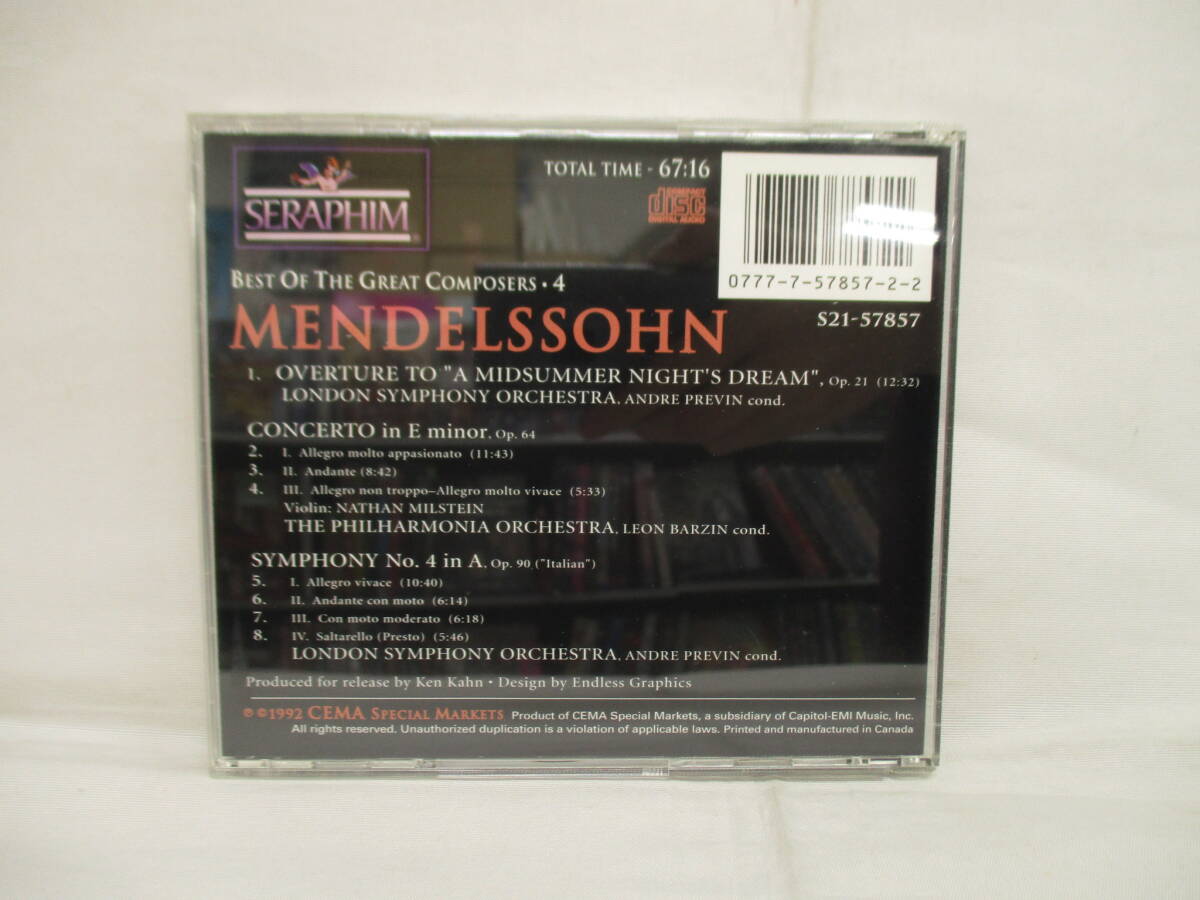 SERAPHIM
TOTAL TIME - 67:16
COMPACT
disc
DIGITAL AUDIO
0777-7-57857-2-2
BEST OF THE GREAT COMPOSERS • 4
S21-57857
MENDELSSOHN
1. OVERTURE TO "A MIDSUMMER NIGHT'S DREAM", Op. 21 (12:32)
LONDON SYMPHONY ORCHESTRA, ANDRE PREVIN cond.
CONCERTO in E minor, Op. 64
2. I. Allegro molto appasionato (11:43)
3. II. Andante (8:42)
4. III. Allegro non troppo–Allegro molto vivace (5:33)
Violin: NATHAN MILSTEIN
THE PHILHARMONIA ORCHESTRA, LEON BARZIN cond.
SYMPHONY No. 4 in A, Op. 90 ("Italian")
5. I. Allegro vivace (10:40)
6. II. Andante con moto (6:14)
7. III. Con moto moderato (6:18)
8. IV. Saltarello (Presto) (5:46)
LONDON SYMPHONY ORCHESTRA, ANDRE PREVIN cond.
Produced for release by Ken Kahn • Design by Endless Graphics
℗ ©1992 CEMA SPECIAL MARKETS Product of CEMA Special Markets, a subsidiary of Capitol-EMI Music, Inc.
All rights reserved. Unauthorized duplication is a violation of applicable laws. Printed and manufactured in Canada